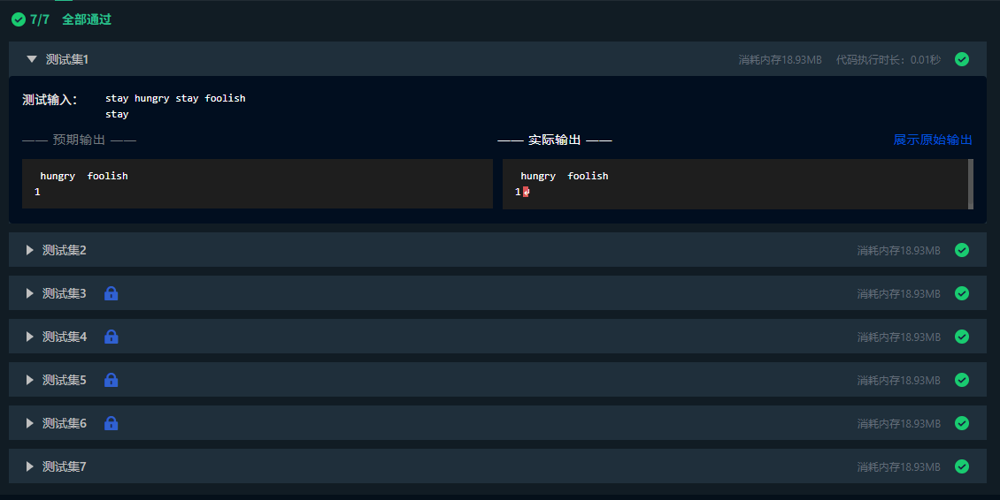 7/7 全部通过
测试集1 消耗内存18.93MB 代码执行时长：0.01秒
测试输入： stay hungry stay foolish
stay
—— 预期输出 —— —— 实际输出 —— 展示原始输出
hungry  foolish hungry  foolish
1 1↲
测试集2 消耗内存18.93MB
测试集3 消耗内存18.93MB
测试集4 消耗内存18.93MB
测试集5 消耗内存18.93MB
测试集6 消耗内存18.93MB
测试集7 消耗内存18.93MB